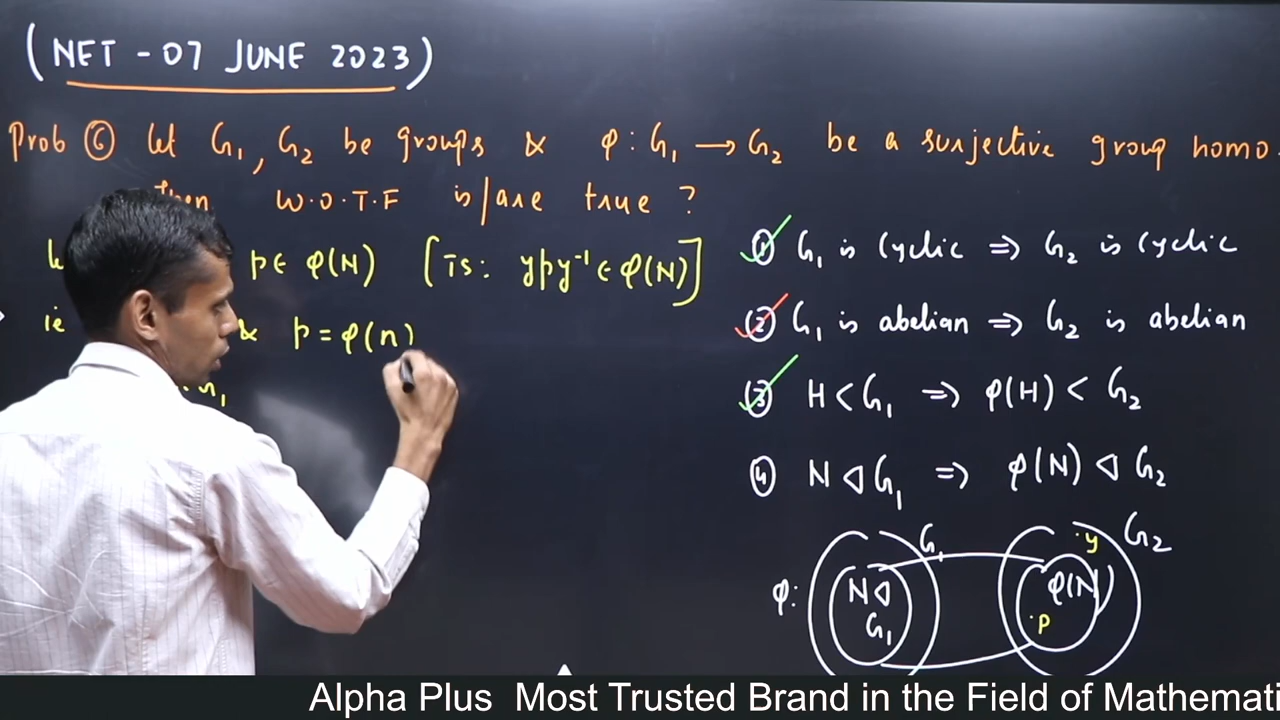 (NET - 07 JUNE 2023)
Prob ⑥ Let G₁, G₂ be groups & φ : G₁ → G₂ be a surjective group homo.
Then W.O.T.F is/are true ?
p ∈ φ(N) [TS: ypy⁻¹ ∈ φ(N)]
ie & p = φ(n)
① G₁ is cyclic ⇒ G₂ is cyclic
② G₁ is abelian ⇒ G₂ is abelian
③ H < G₁ ⇒ φ(H) < G₂
④ N ⊲ G₁ ⇒ φ(N) ⊲ G₂
G₁ G₂
φ: N ⊲ G₁ φ(N)
·y
·p
Alpha Plus Most Trusted Brand in the Field of Mathemati